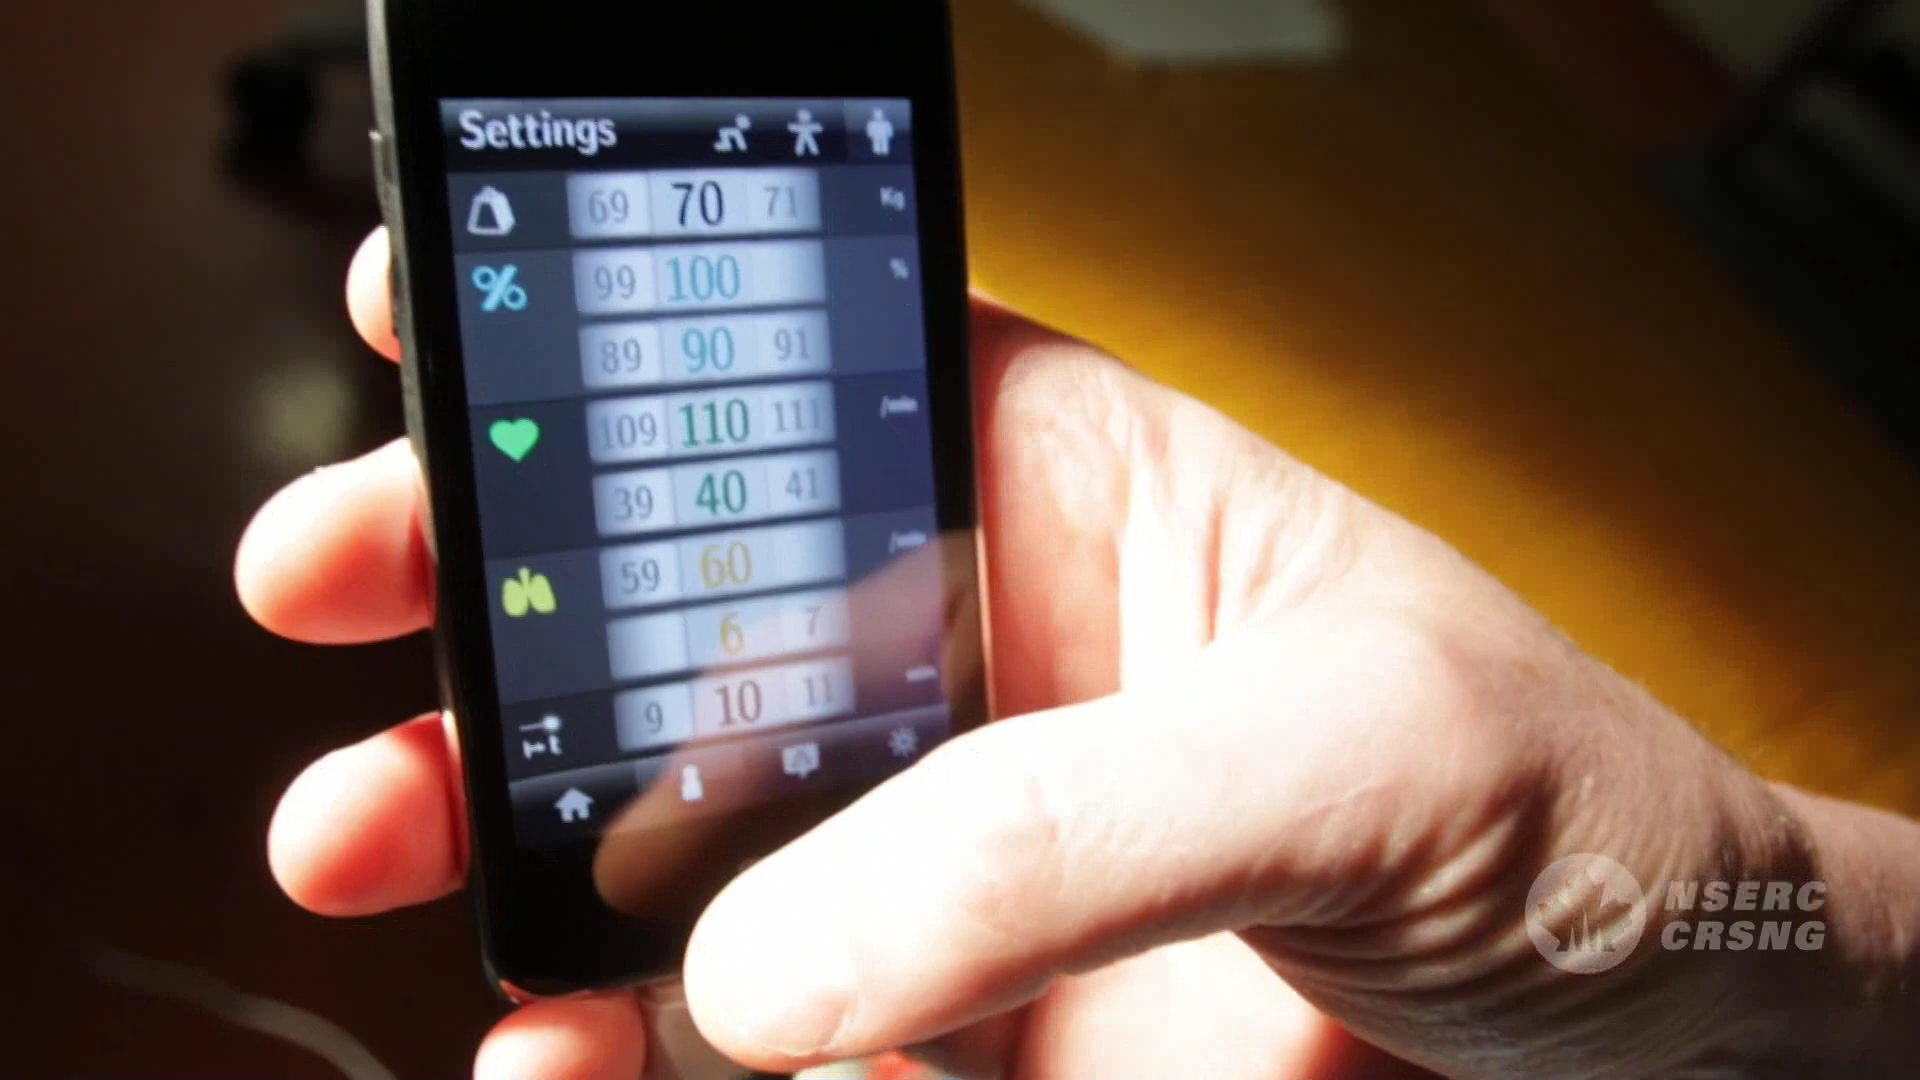 Settings
69 70 71 Kg
% 99 100 %
89 90 91
109 110 111 /min
39 40 41
59 60 /min
6 7
9 10 11
t
NSERC
CRSNG